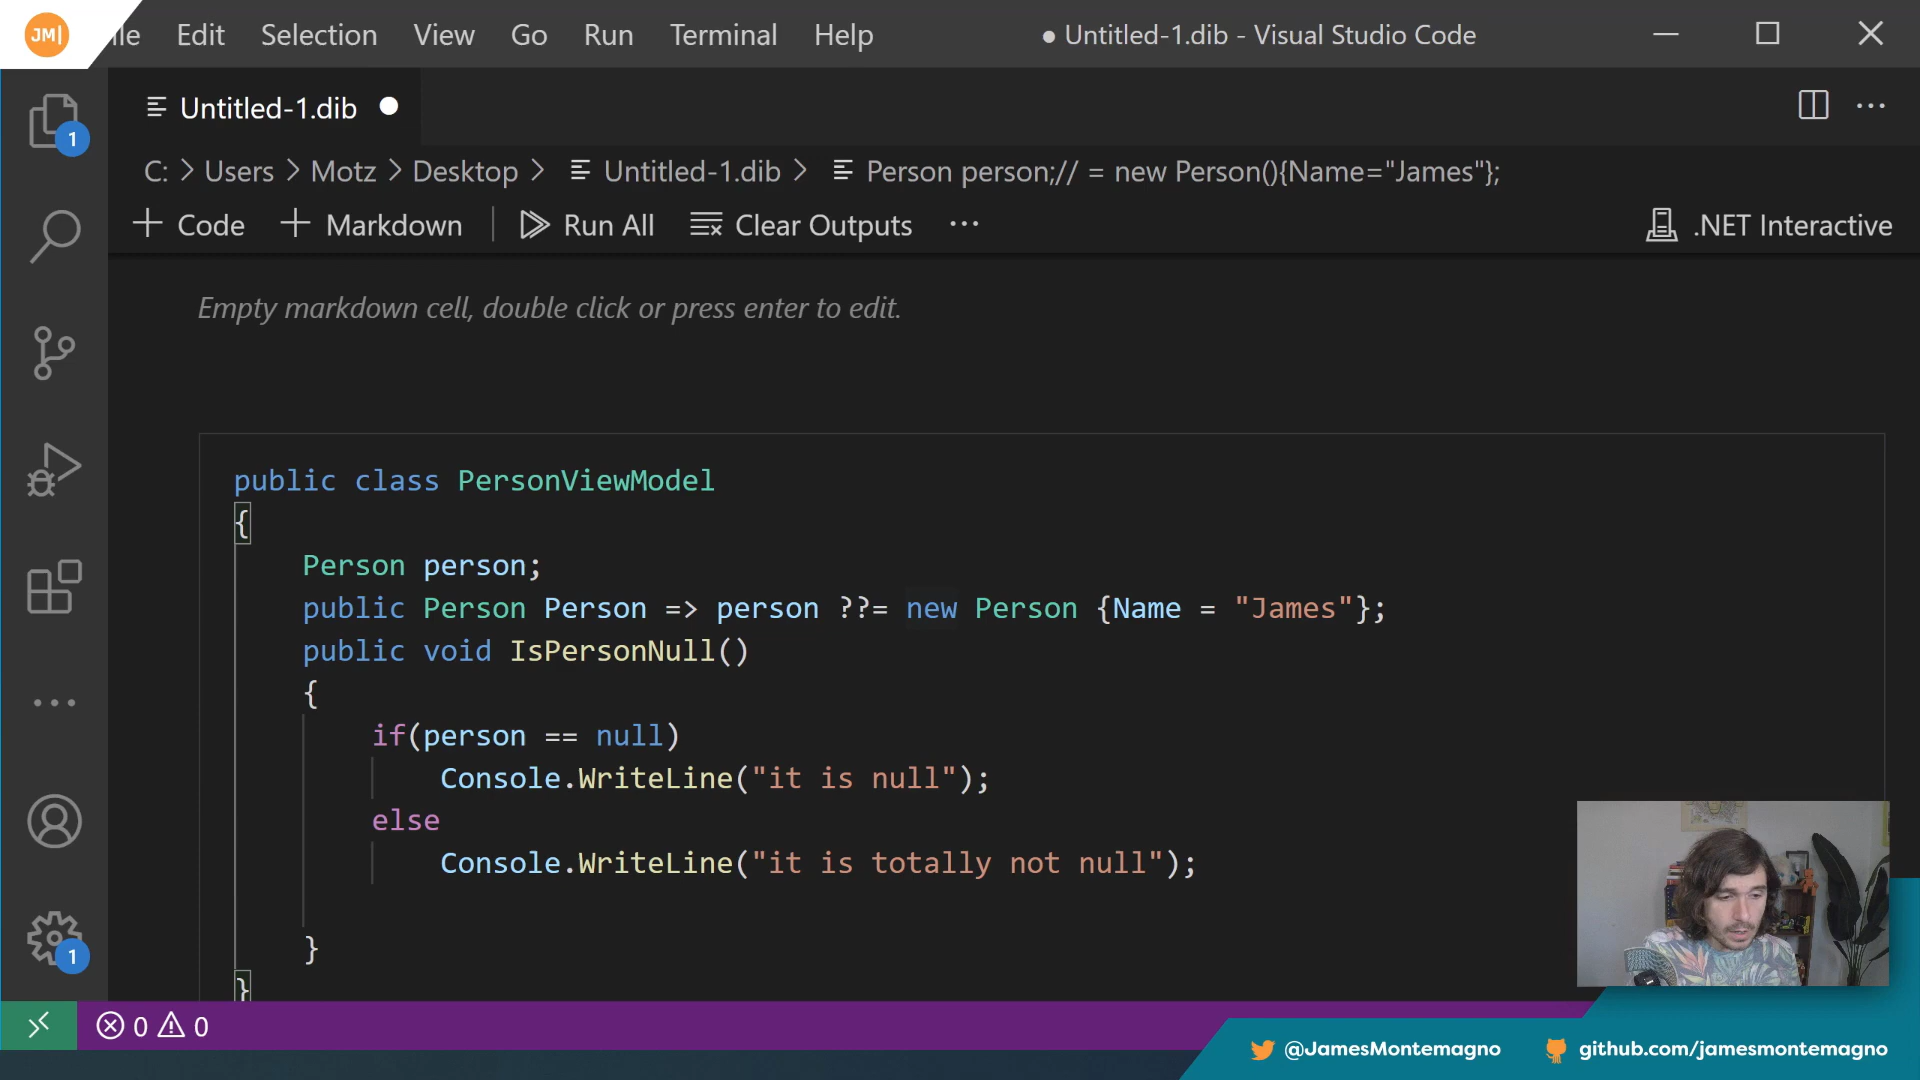 JM|
le Edit Selection View Go Run Terminal Help ● Untitled-1.dib - Visual Studio Code
Untitled-1.dib
1
C: > Users > Motz > Desktop > Untitled-1.dib > Person person;// = new Person(){Name="James"};
+ Code + Markdown Run All Clear Outputs ··· .NET Interactive
Empty markdown cell, double click or press enter to edit.
public class PersonViewModel
{
Person person;
public Person Person => person ??= new Person {Name = "James"};
public void IsPersonNull()
{
if(person == null)
Console.WriteLine("it is null");
else
Console.WriteLine("it is totally not null");
}
}
1
0 0
@JamesMontemagno github.com/jamesmontemagno